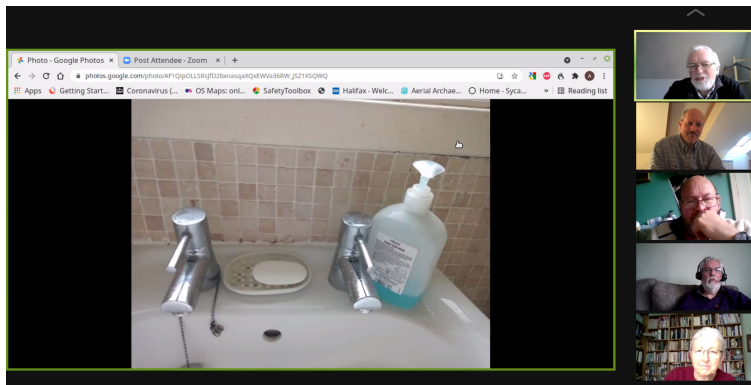 Photo - Google Photos
Post Attendee - Zoom
photos.google.com/photo/AF1QipOLLSRsJfD2bxnasqaXQxEWVa36RW_JSZ1X5QWQ
Apps Getting Start... Coronavirus (... OS Maps: onl... SafetyToolbox Halifax - Welc... Aerial Archae... Home - Syca... » Reading list